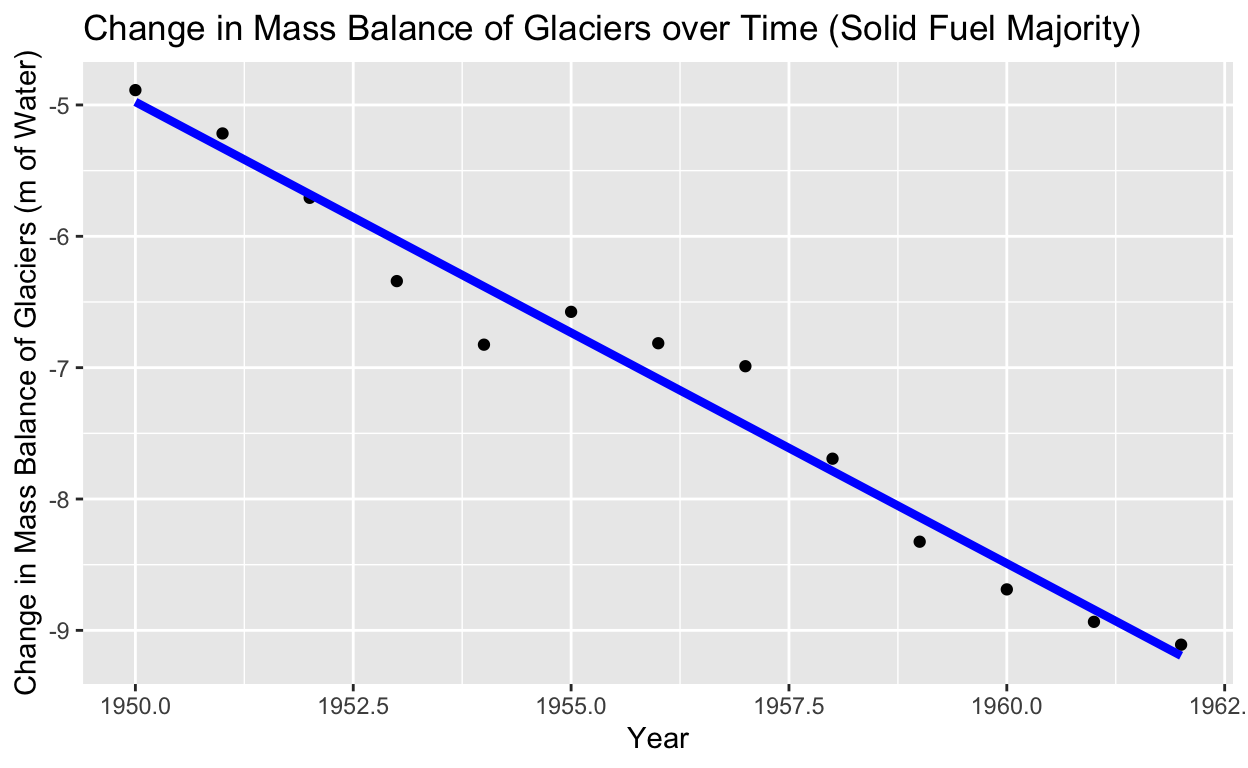 Change in Mass Balance of Glaciers over Time (Solid Fuel Majority)
Change in Mass Balance of Glaciers (m of Water)
-5
-6
-7
-8
-9
1950.0 1952.5 1955.0 1957.5 1960.0 1962.
Year